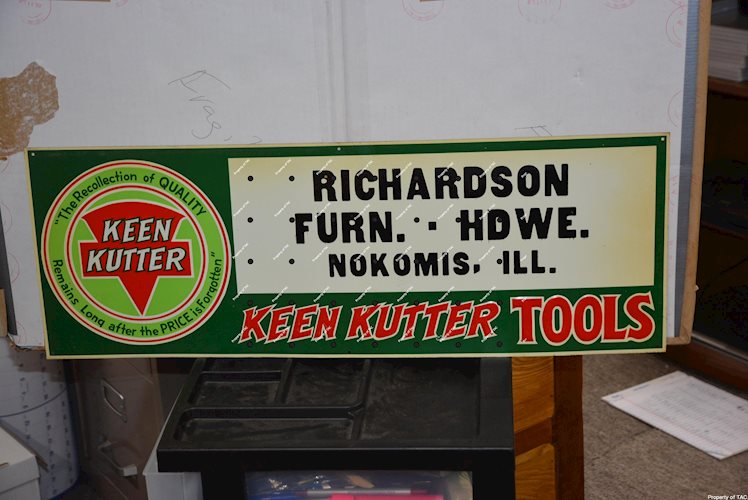 "The Recollection of QUALITY
Remains Long after the PRICE is Forgotten"
KEEN
KUTTER
RICHARDSON
FURN. · HDWE.
NOKOMIS, ILL.
KEEN KUTTER TOOLS
Property of TAC